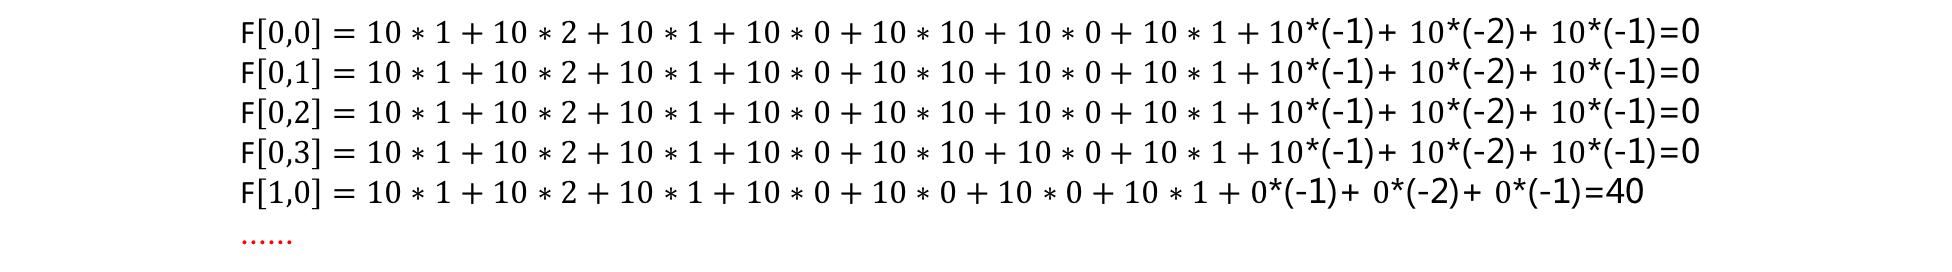 F[0,0] = 10 ∗ 1 + 10 ∗ 2 + 10 ∗ 1 + 10 ∗ 0 + 10 ∗ 10 + 10 ∗ 0 + 10 ∗ 1 + 10*(-1)+ 10*(-2)+ 10*(-1)=0
F[0,1] = 10 ∗ 1 + 10 ∗ 2 + 10 ∗ 1 + 10 ∗ 0 + 10 ∗ 10 + 10 ∗ 0 + 10 ∗ 1 + 10*(-1)+ 10*(-2)+ 10*(-1)=0
F[0,2] = 10 ∗ 1 + 10 ∗ 2 + 10 ∗ 1 + 10 ∗ 0 + 10 ∗ 10 + 10 ∗ 0 + 10 ∗ 1 + 10*(-1)+ 10*(-2)+ 10*(-1)=0
F[0,3] = 10 ∗ 1 + 10 ∗ 2 + 10 ∗ 1 + 10 ∗ 0 + 10 ∗ 10 + 10 ∗ 0 + 10 ∗ 1 + 10*(-1)+ 10*(-2)+ 10*(-1)=0
F[1,0] = 10 ∗ 1 + 10 ∗ 2 + 10 ∗ 1 + 10 ∗ 0 + 10 ∗ 0 + 10 ∗ 0 + 10 ∗ 1 + 0*(-1)+ 0*(-2)+ 0*(-1)=40
......